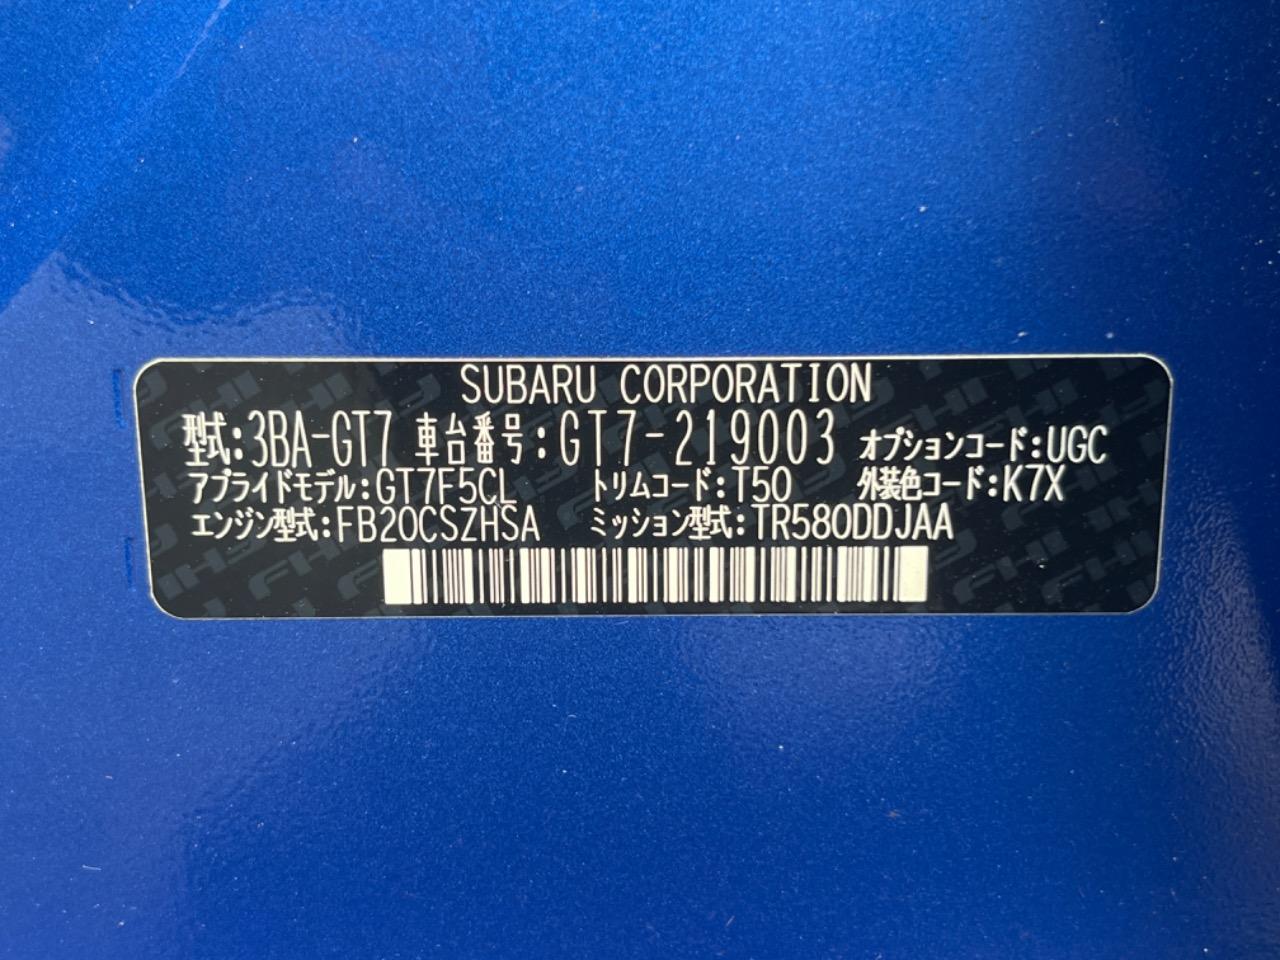 SUBARU CORPORATION
型式:3BA-GT7 車台番号:GT7-219003 オプションコード:UGC
アプライドモデル:GT7F5CL トリムコード:T50 外装色コード:K7X
エンジン型式:FB20CSZHSA ミッション型式:TR580DDJAA